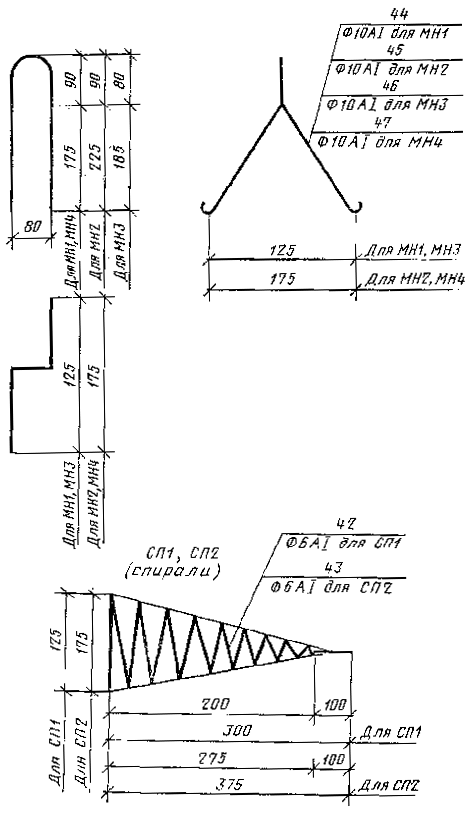 44
Ф10АI для МН1
45
Ф10АI для МН2
46
Ф10АI для МН3
47
Ф10АI для МН4
90
90
80
175
225
185
80
Для МН1,МН4
Для МН2
Для МН3
125
Для МН1, МН3
175
Для МН2, МН4
125
175
Для МН1, МН3
Для МН2, МН4
СП1, СП2
(спирали)
42
Ф6АI для СП1
43
Ф6АI для СП2
125
175
Для СП1
Для СП2
200
100
300
Для СП1
275
100
375
Для СП2